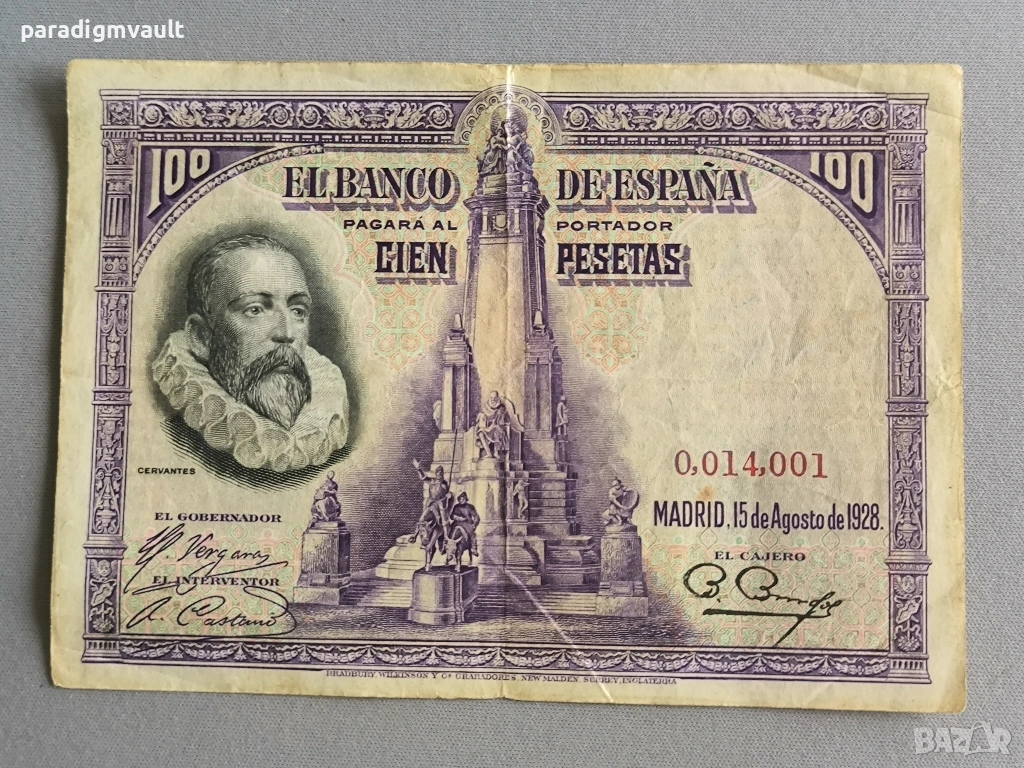 paradigmvault
100 100
EL BANCO DE ESPAÑA
PAGARÁ AL PORTADOR
CIEN PESETAS
CERVANTES
0,014,001
MADRID, 15 de Agosto de 1928.
EL GOBERNADOR
EL CAJERO
EL INTERVENTOR
BRADBURY, WILKINSON Y Cª GRABADORES, NEW MALDEN, SURREY, INGLATERRA
BAZAR